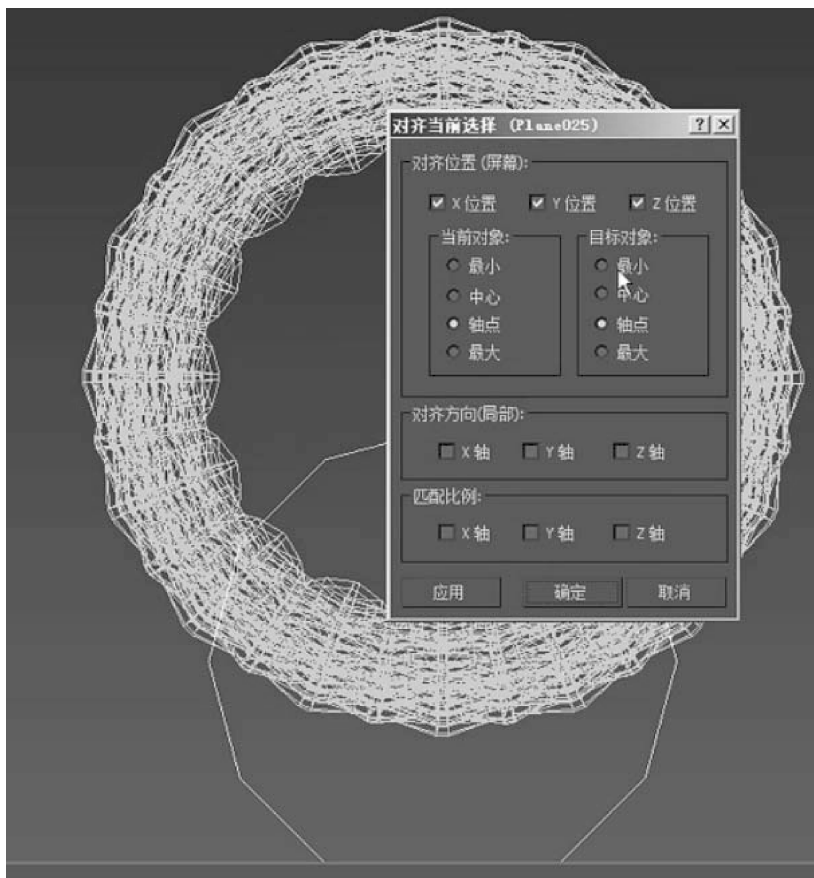 对齐当前选择 (Plane025)
对齐位置(屏幕):
X 位置 Y 位置 Z 位置
当前对象: 目标对象:
最小 最小
中心 中心
轴点 轴点
最大 最大
对齐方向(局部):
X 轴 Y 轴 Z 轴
匹配比例:
X 轴 Y 轴 Z 轴
应用 确定 取消